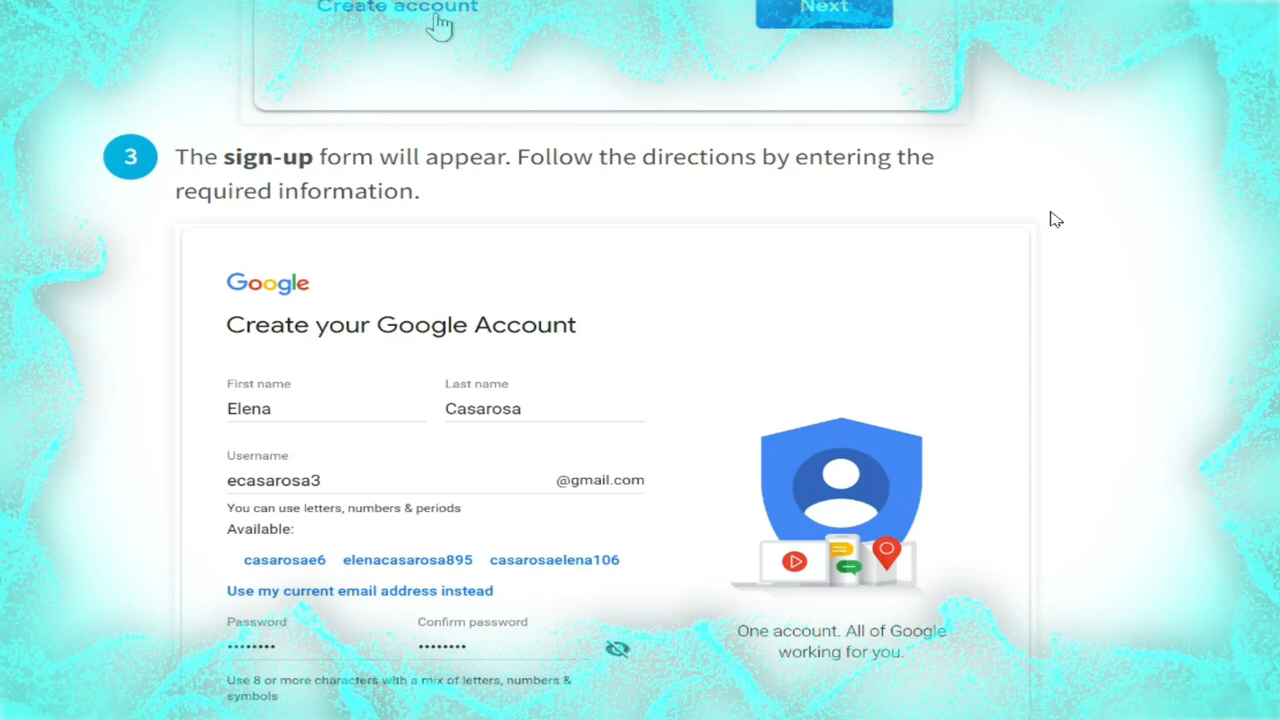 Create account
Next
3
The sign-up form will appear. Follow the directions by entering the
required information.
Google
Create your Google Account
First name
Last name
Elena
Casarosa
Username
ecasarosa3
@gmail.com
You can use letters, numbers & periods
Available:
casarosae6 elenacasarosa895 casarosaelena106
Use my current email address instead
Password
Confirm password
••••••••
••••••••
Use 8 or more characters with a mix of letters, numbers &
symbols
One account. All of Google
working for you.